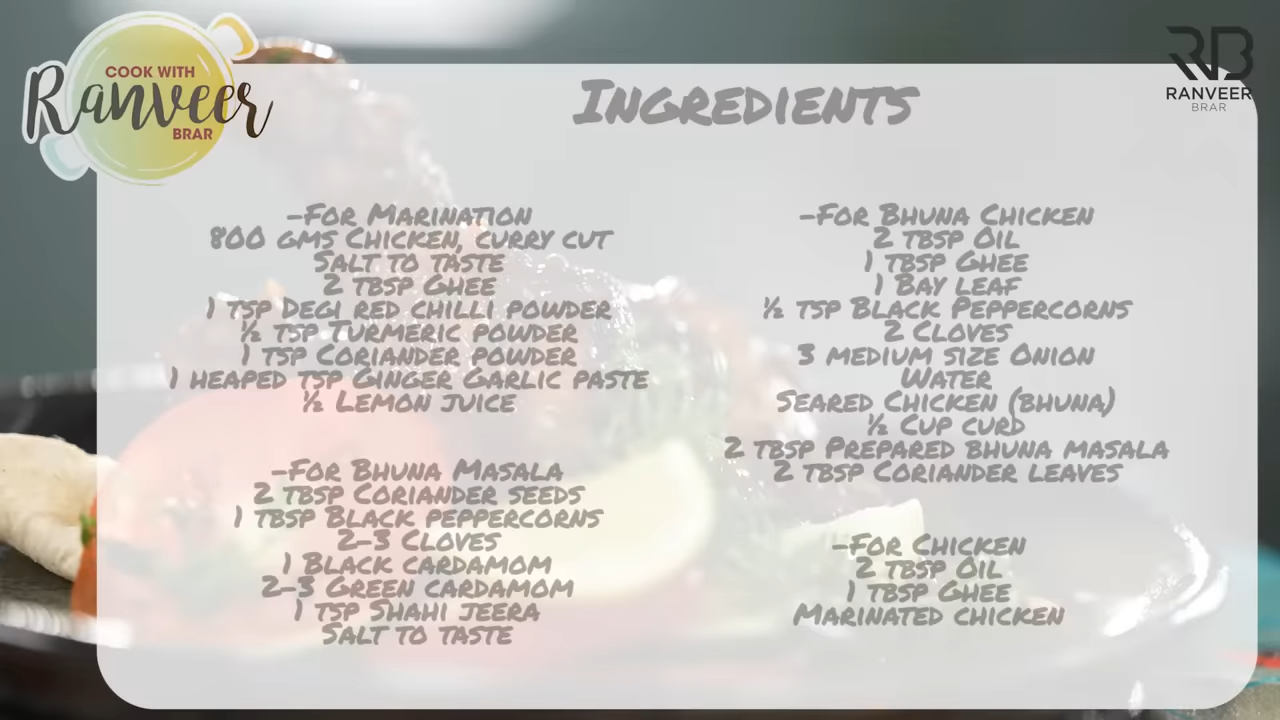 COOK WITH
Ranveer
BRAR
RB
RANVEER
BRAR
INGREDIENTS
-FOR MARINATION
800 GMS CHICKEN, CURRY CUT
SALT TO TASTE
2 TBSP GHEE
1 TSP DEGI RED CHILLI POWDER
½ TSP TURMERIC POWDER
1 TSP CORIANDER POWDER
1 HEAPED TSP GINGER GARLIC PASTE
½ LEMON JUICE
-FOR BHUNA MASALA
2 TBSP CORIANDER SEEDS
1 TBSP BLACK PEPPERCORNS
2-3 CLOVES
1 BLACK CARDAMOM
2-3 GREEN CARDAMOM
1 TSP SHAHI JEERA
SALT TO TASTE
-FOR BHUNA CHICKEN
2 TBSP OIL
1 TBSP GHEE
1 BAY LEAF
½ TSP BLACK PEPPERCORNS
2 CLOVES
3 MEDIUM SIZE ONION
WATER
SEARED CHICKEN (BHUNA)
½ CUP CURD
2 TBSP PREPARED BHUNA MASALA
2 TBSP CORIANDER LEAVES
-FOR CHICKEN
2 TBSP OIL
1 TBSP GHEE
MARINATED CHICKEN